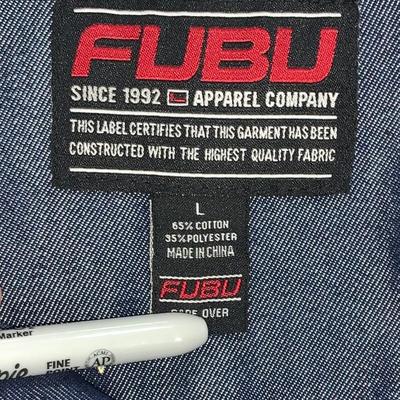 FUBU
SINCE 1992 APPAREL COMPANY
THIS LABEL CERTIFIES THAT THIS GARMENT HAS BEEN
CONSTRUCTED WITH THE HIGHEST QUALITY FABRIC
L
65% COTTON
35% POLYESTER
MADE IN CHINA
FUBU
OVER
Marker
pie FINE
AP